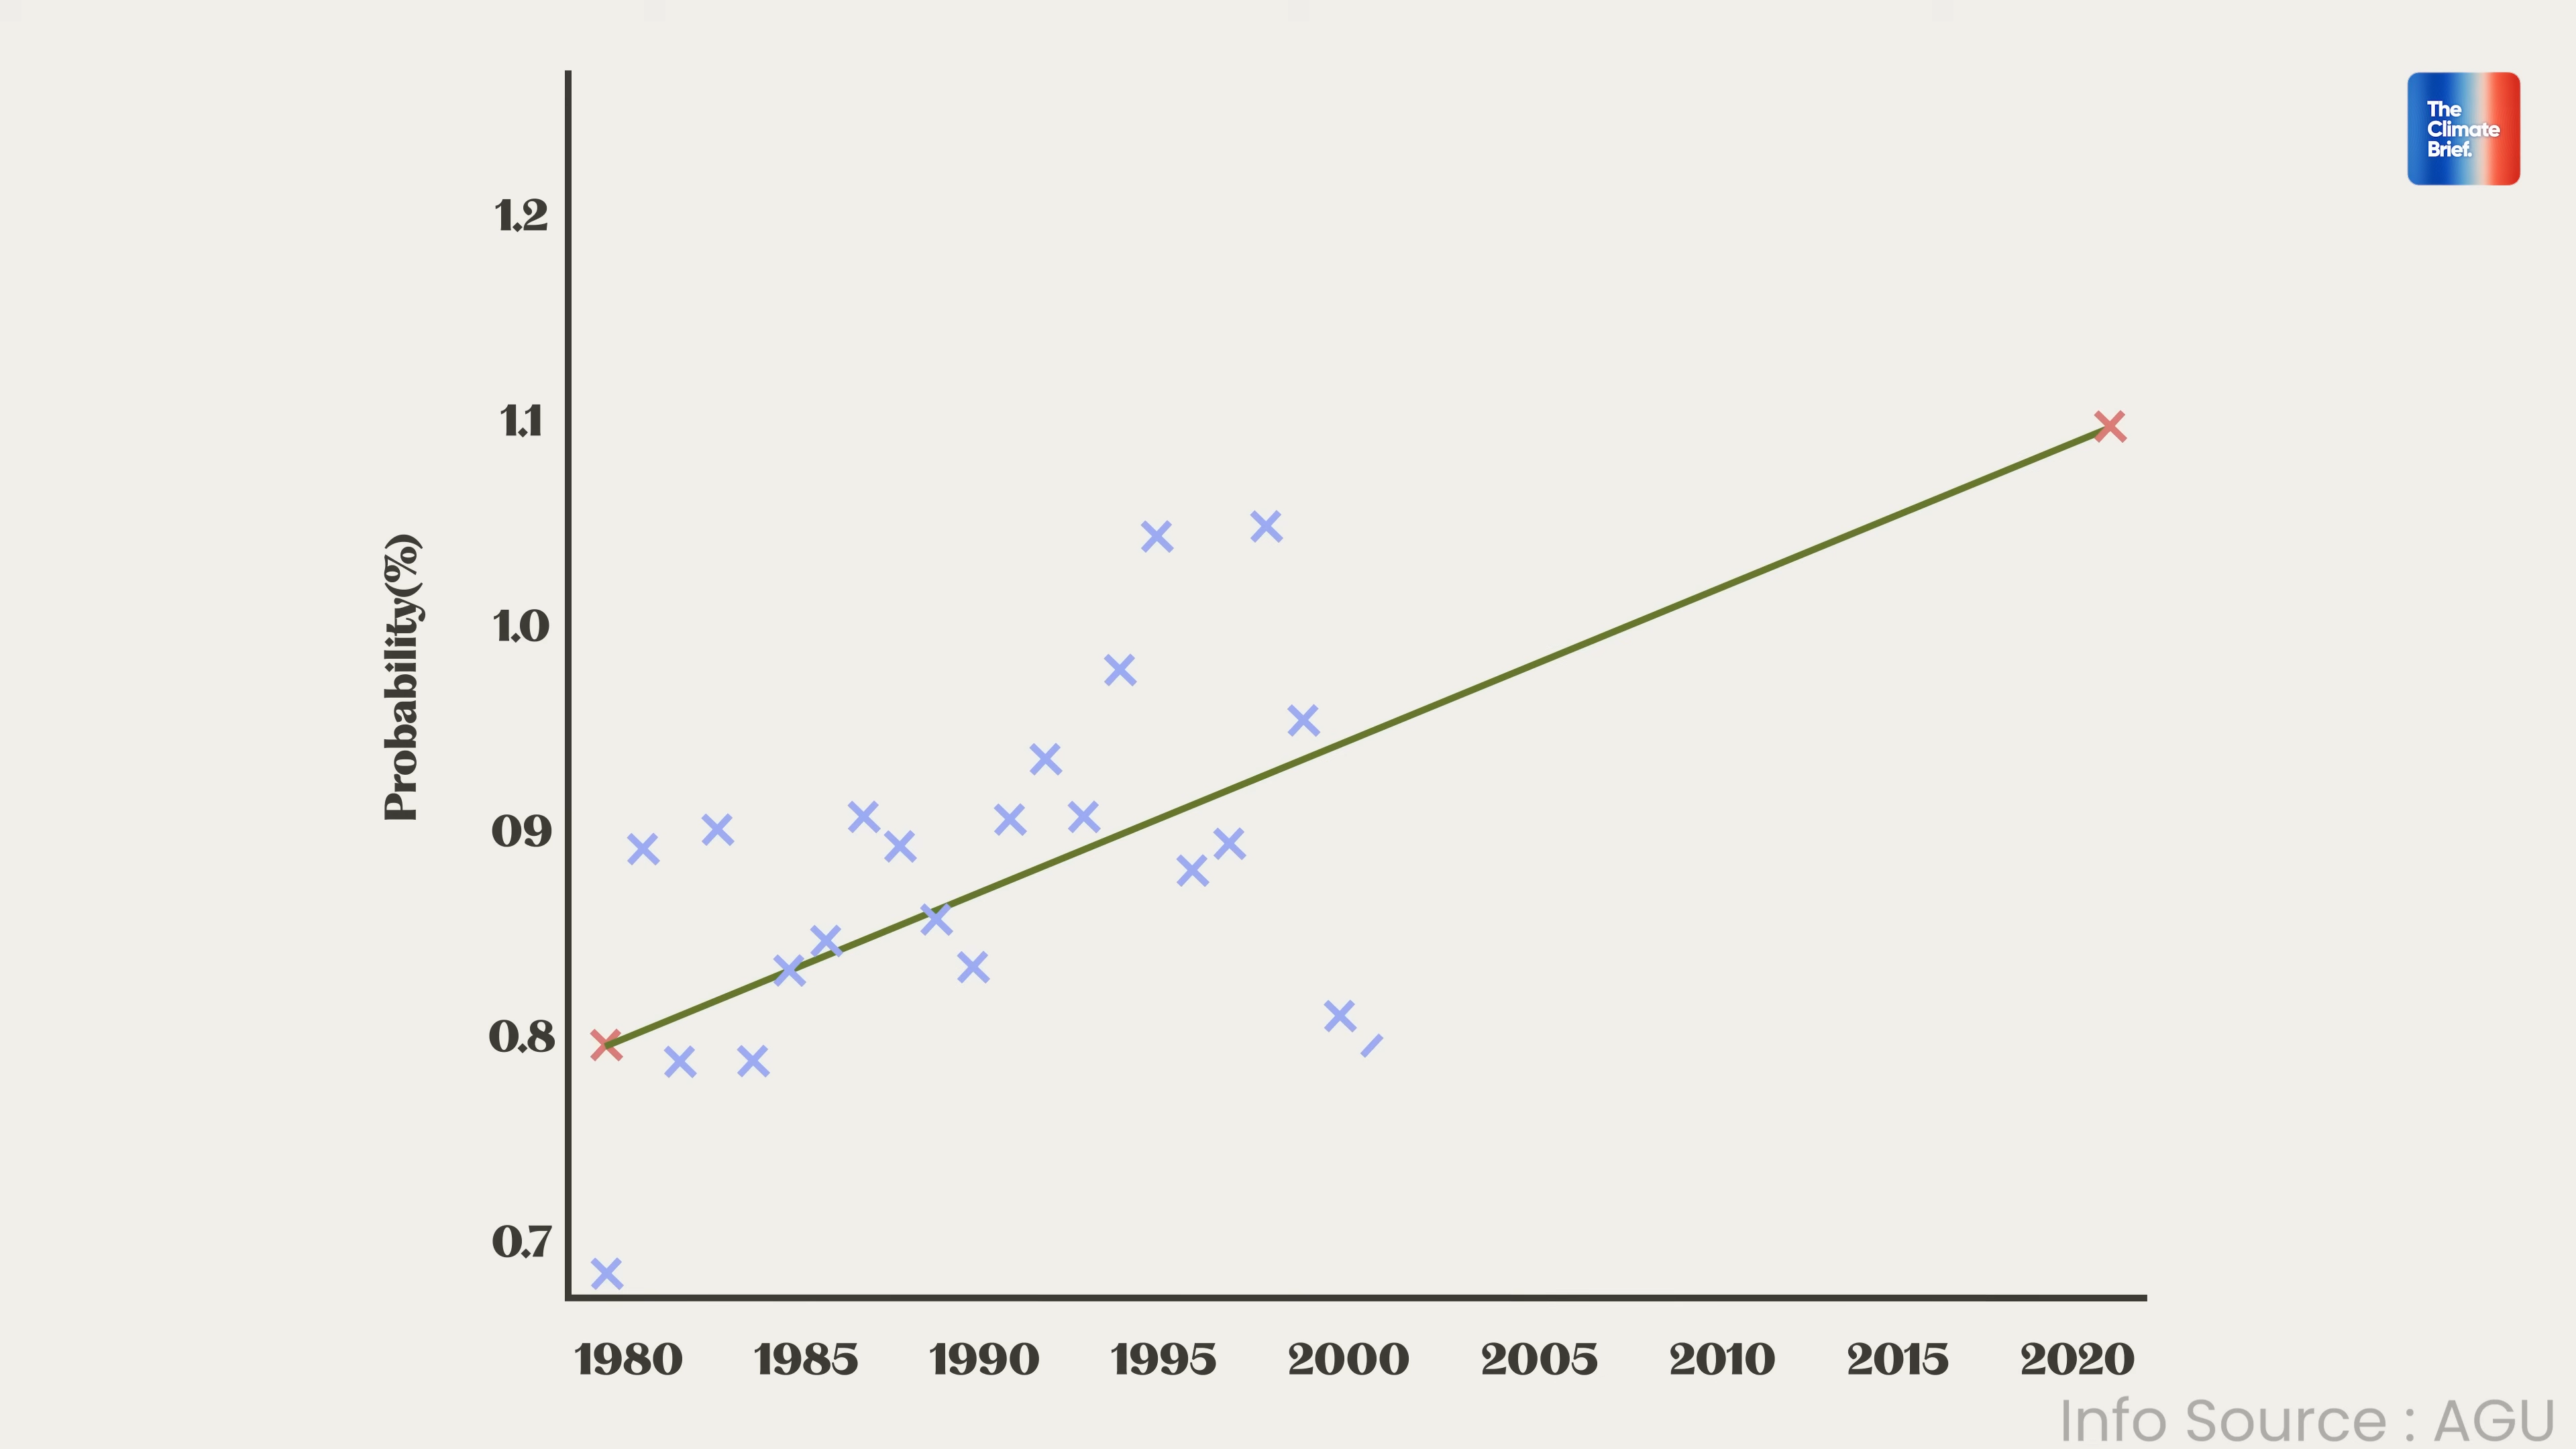 The
Climate
Brief.
1.2
1.1
1.0
09
0.8
0.7
Probability(%)
1980 1985 1990 1995 2000 2005 2010 2015 2020
Info Source : AGU